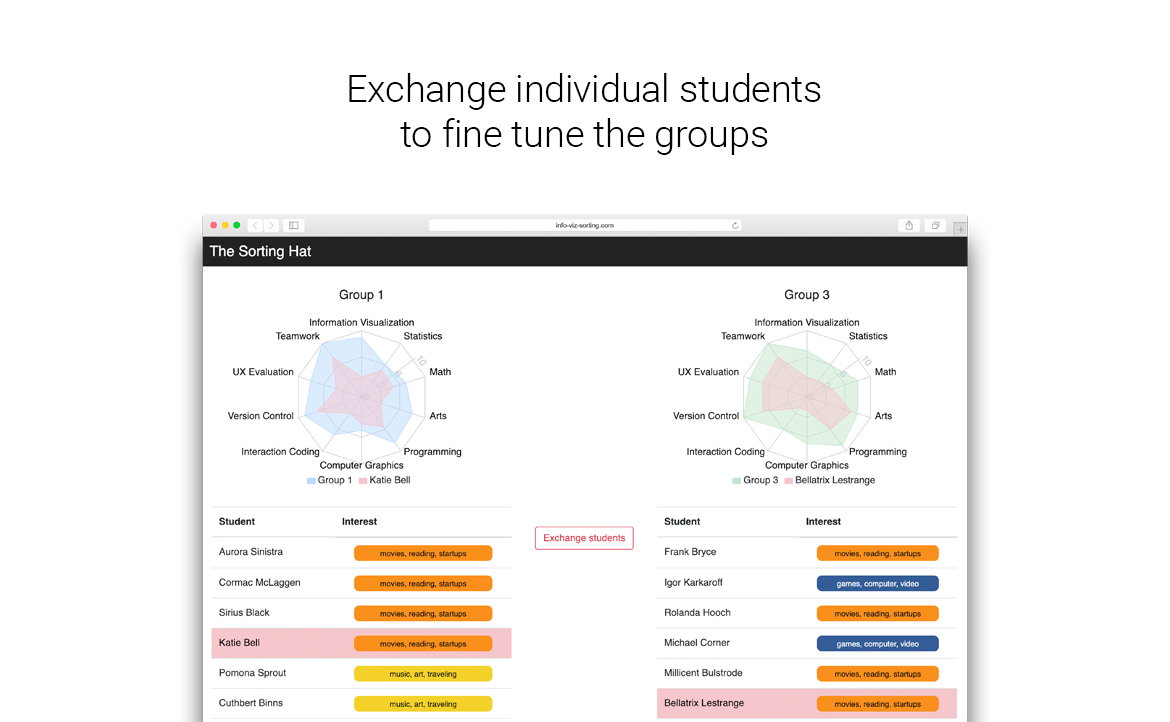 Exchange individual students
to fine tune the groups
info-viz-sorting.com
The Sorting Hat
Group 1
Information Visualization
Teamwork
Statistics
10
UX Evaluation
Math
Version Control
Arts
Interaction Coding
Programming
Computer Graphics
Group 1 Katie Bell
Student Interest
Aurora Sinistra movies, reading, startups
Cormac McLaggen movies, reading, startups
Sirius Black movies, reading, startups
Katie Bell movies, reading, startups
Pomona Sprout music, art, traveling
Cuthbert Binns music, art, traveling
Exchange students
Group 3
Information Visualization
Teamwork
Statistics
10
UX Evaluation
Math
Version Control
Arts
Interaction Coding
Programming
Computer Graphics
Group 3 Bellatrix Lestrange
Student Interest
Frank Bryce movies, reading, startups
Igor Karkaroff games, computer, video
Rolanda Hooch movies, reading, startups
Michael Corner games, computer, video
Millicent Bulstrode movies, reading, startups
Bellatrix Lestrange movies, reading, startups